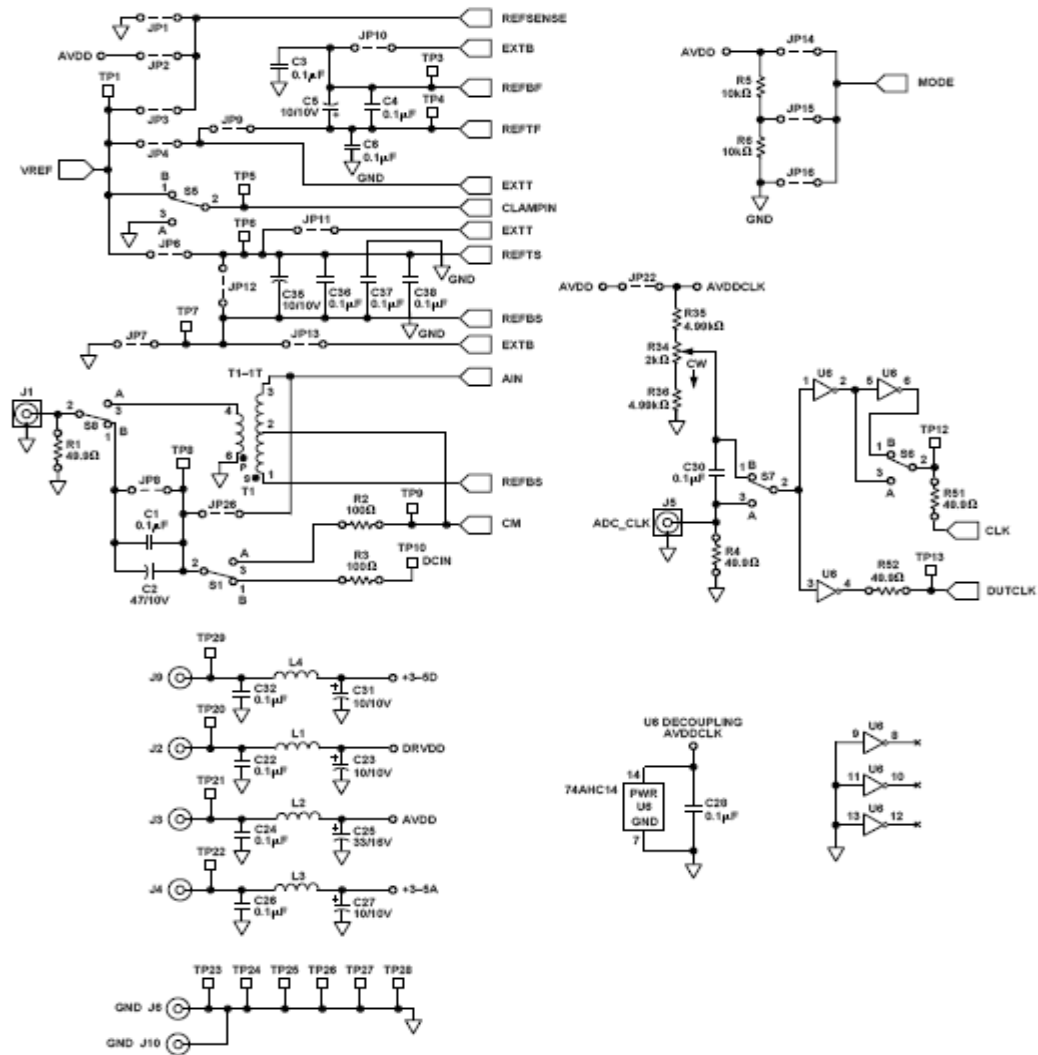 REFSENSE
JP1
AVDD
JP2
TP1
JP3
JP4
VREF
JP10
EXTB
C3
0.1µF
TP3
REFBF
C5
10/10V
C4
0.1µF
TP4
JP9
REFTF
C6
0.1µF
GND
EXTT
B
1
S5
2
TP5
CLAMPIN
3
A
TP6
JP11
EXTT
JP6
REFTS
JP12
C35
10/10V
C36
0.1µF
C37
0.1µF
C38
0.1µF
GND
GND
TP7
REFBS
JP7
JP13
EXTB
AVDD
JP14
R5
10kΩ
MODE
JP15
R6
10kΩ
JP16
GND
T1–1T
AIN
J1
2
A
3
S8
1
B
R1
49.9Ω
4
3
2
6
P
9
1
T1
REFBS
TP8
JP8
JP26
C1
0.1µF
C2
47/10V
R2
100Ω
TP9
CM
2
A
3
S1
1
B
R3
100Ω
TP10
DCIN
AVDD
JP22
AVDDCLK
R35
4.99kΩ
R34
2kΩ
CW
R36
4.99kΩ
C30
0.1µF
1
B
S7
2
3
A
J5
ADC_CLK
R4
49.9Ω
1
U6
2
5
U6
6
TP12
1
B
S6
2
3
A
R51
49.9Ω
CLK
3
U6
4
R52
49.9Ω
TP13
DUTCLK
TP29
J9
L4
+3–5D
C32
0.1µF
C31
10/10V
TP20
J2
L1
DRVDD
C22
0.1µF
C23
10/10V
TP21
J3
L2
AVDD
C24
0.1µF
C25
33/16V
TP22
J4
L3
+3–5A
C26
0.1µF
C27
10/10V
U6 DECOUPLING
AVDDCLK
74AHC14
14
PWR
U6
GND
7
C28
0.1µF
9
U6
8
11
U6
10
13
U6
12
TP23
TP24
TP25
TP26
TP27
TP28
GND J6
GND J10